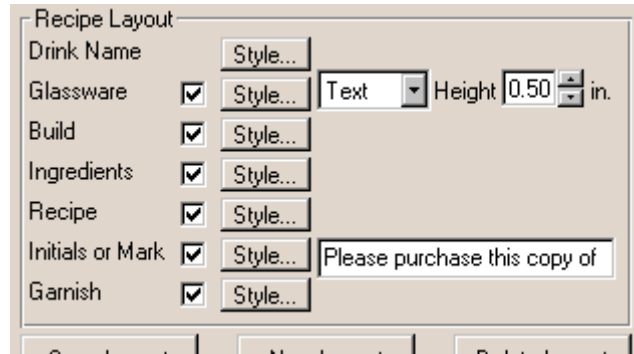 Recipe Layout
Drink Name Style...
Glassware Style... Text Height 0.50 in.
Build Style...
Ingredients Style...
Recipe Style...
Initials or Mark Style... Please purchase this copy of
Garnish Style...